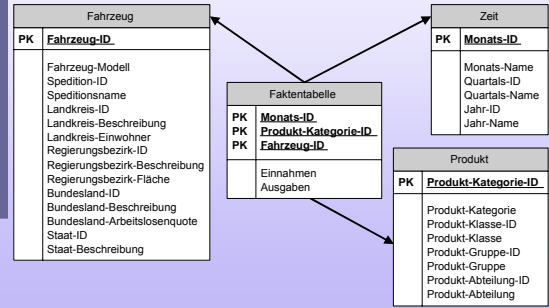 Fahrzeug
PK Fahrzeug-ID
Fahrzeug-Modell
Spedition-ID
Speditionsname
Landkreis-ID
Landkreis-Beschreibung
Landkreis-Einwohner
Regierungsbezirk-ID
Regierungsbezirk-Beschreibung
Regierungsbezirk-Fläche
Bundesland-ID
Bundesland-Beschreibung
Bundesland-Arbeitslosenquote
Staat-ID
Staat-Beschreibung
Faktentabelle
PK Monats-ID
PK Produkt-Kategorie-ID
PK Fahrzeug-ID
Einnahmen
Ausgaben
Zeit
PK Monats-ID
Monats-Name
Quartals-ID
Quartals-Name
Jahr-ID
Jahr-Name
Produkt
PK Produkt-Kategorie-ID
Produkt-Kategorie
Produkt-Klasse-ID
Produkt-Klasse
Produkt-Gruppe-ID
Produkt-Gruppe
Produkt-Abteilung-ID
Produkt-Abteilung